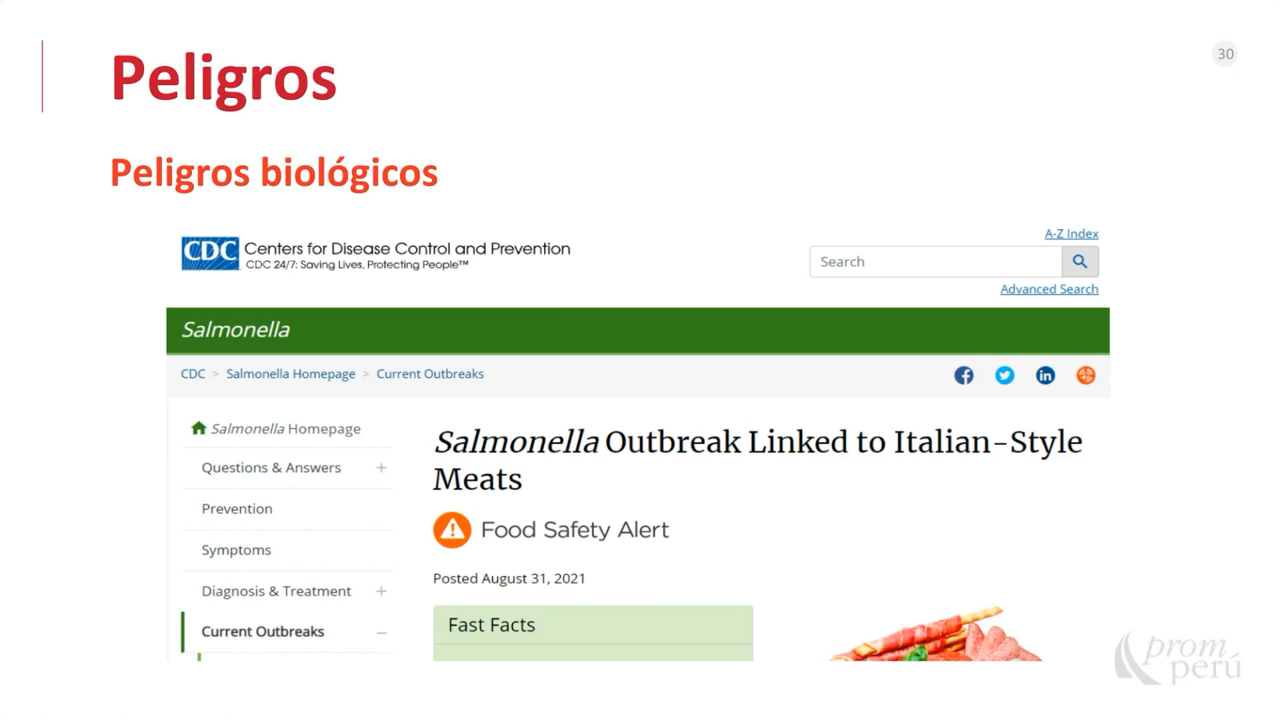 Peligros
30
Peligros biológicos
CDC Centers for Disease Control and Prevention
CDC 24/7: Saving Lives, Protecting People™
A-Z Index
Search
Advanced Search
Salmonella
CDC > Salmonella Homepage > Current Outbreaks
Salmonella Homepage
Questions & Answers +
Prevention
Symptoms
Diagnosis & Treatment +
Current Outbreaks –
Salmonella Outbreak Linked to Italian-Style
Meats
Food Safety Alert
Posted August 31, 2021
Fast Facts
prom
perú